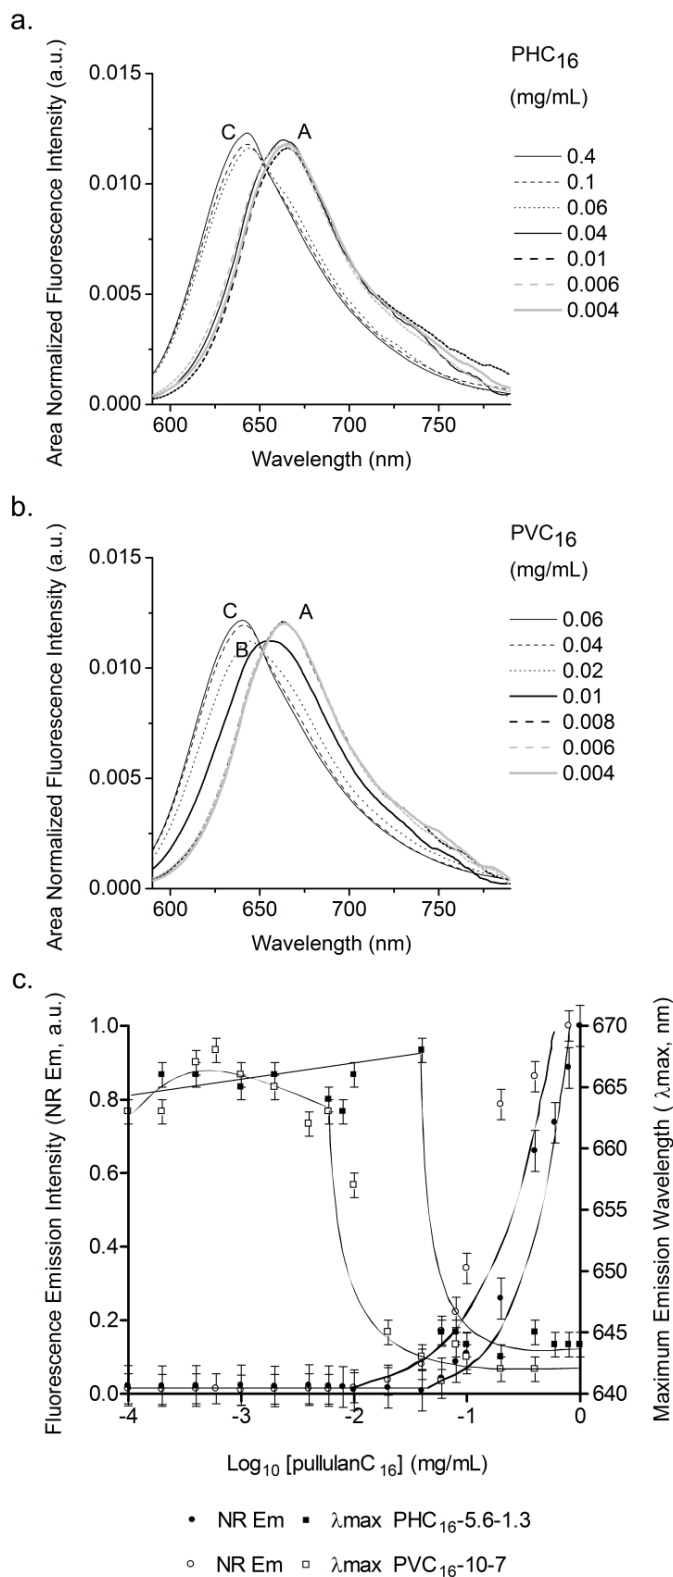 a.
Area Normalized Fluorescence Intensity (a.u.)
0.015
0.010
0.005
0.000
600 650 700 750
Wavelength (nm)
C A
PHC16
(mg/mL)
0.4
0.1
0.06
0.04
0.01
0.006
0.004
b.
Area Normalized Fluorescence Intensity (a.u.)
0.015
0.010
0.005
0.000
600 650 700 750
Wavelength (nm)
C A
B
PVC16
(mg/mL)
0.06
0.04
0.02
0.01
0.008
0.006
0.004
c.
Fluorescence Emission Intensity (NR Em, a.u.)
1.0
0.8
0.6
0.4
0.2
0.0
-4 -3 -2 -1 0
Log10 [pullulanC16] (mg/mL)
670
665
660
655
650
645
640
Maximum Emission Wavelength ( λmax, nm)
NR Em λmax PHC16-5.6-1.3
NR Em λmax PVC16-10-7